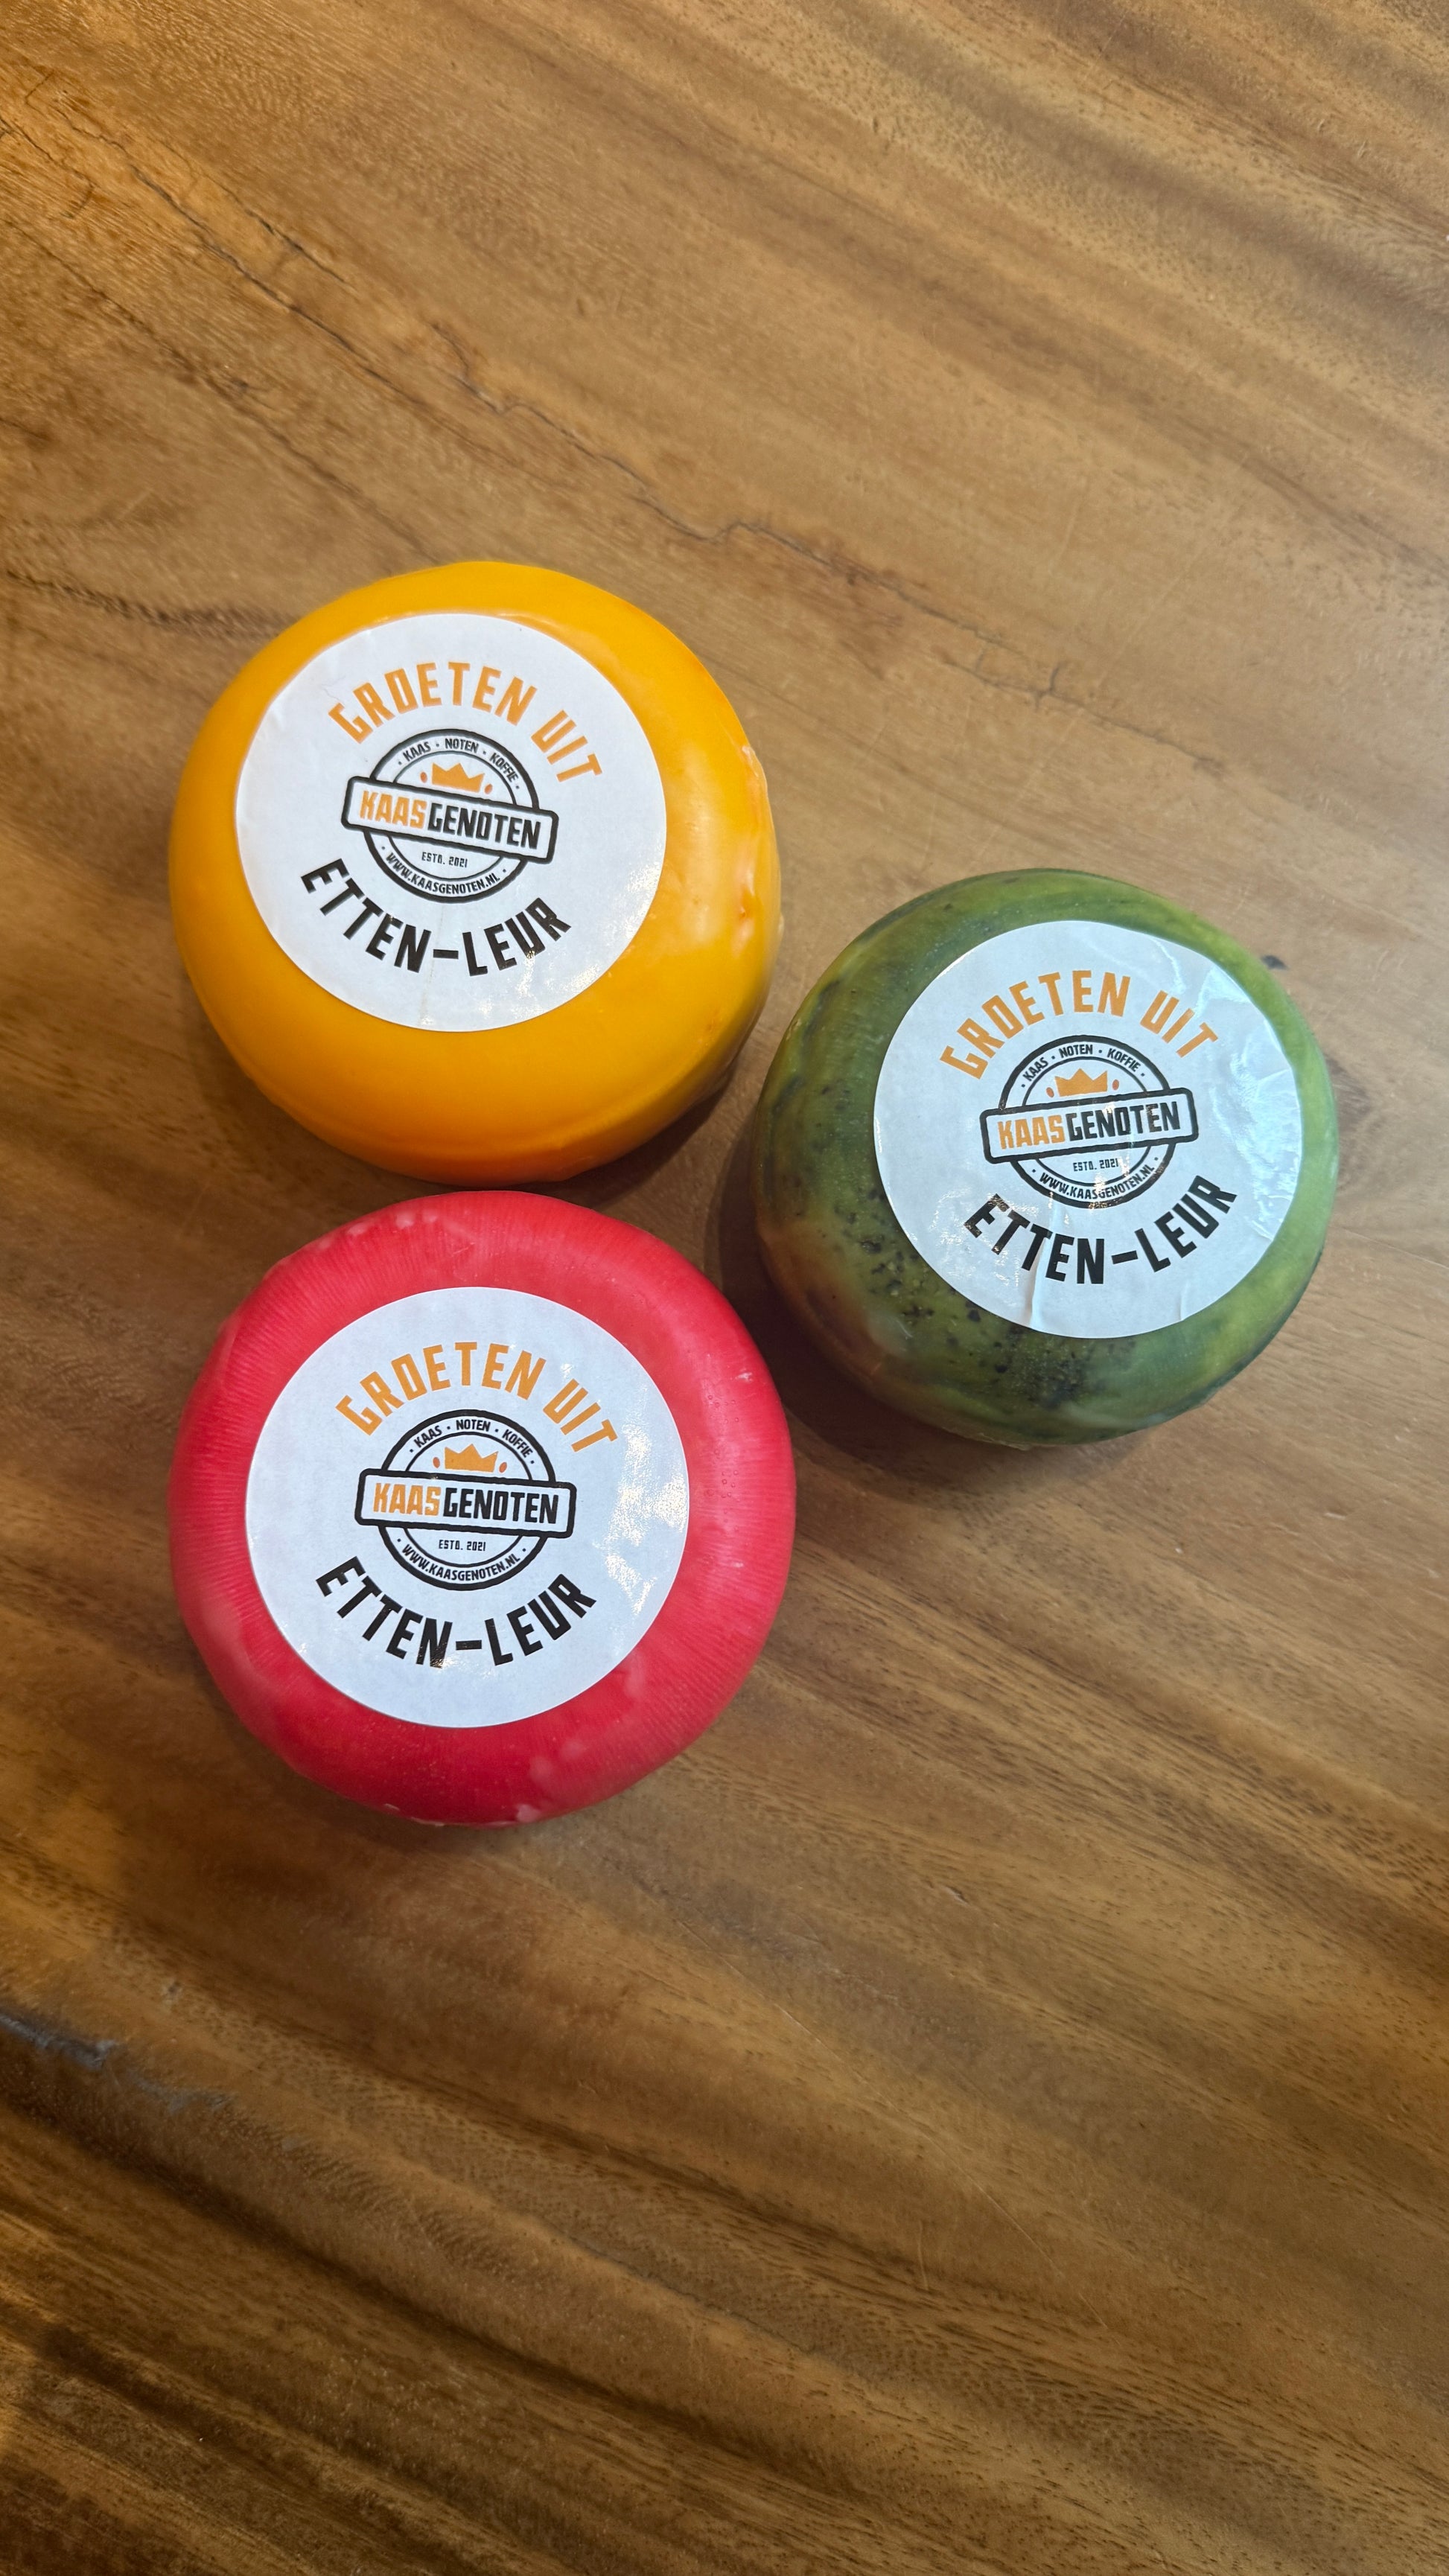 GROETEN UIT
KAAS • NOTEN • KOFFIE
KAASGENOTEN
ESTD. 2021
WWW.KAASGENOTEN.NL
ETTEN-LEUR
GROETEN UIT
KAAS • NOTEN • KOFFIE
KAASGENOTEN
ESTD. 2021
WWW.KAASGENOTEN.NL
ETTEN-LEUR
GROETEN UIT
KAAS • NOTEN • KOFFIE
KAASGENOTEN
ESTD. 2021
WWW.KAASGENOTEN.NL
ETTEN-LEUR